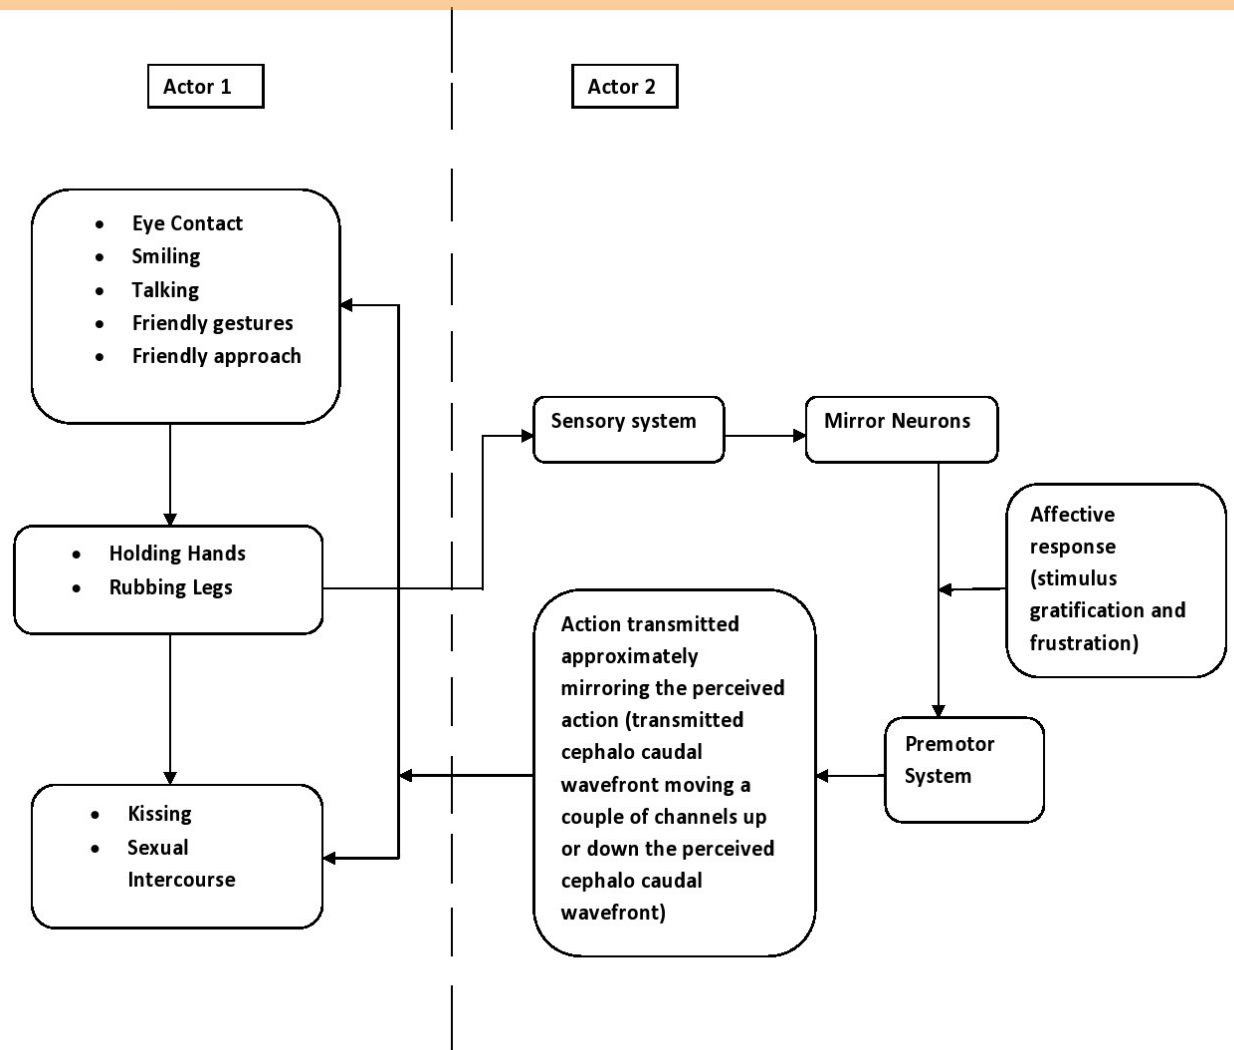 Actor 1
Actor 2
• Eye Contact
• Smiling
• Talking
• Friendly gestures
• Friendly approach
Sensory system
Mirror Neurons
Affective
response
(stimulus
gratification and
frustration)
• Holding Hands
• Rubbing Legs
Action transmitted
approximately
mirroring the perceived
action (transmitted
cephalo caudal
wavefront moving a
couple of channels up
or down the perceived
cephalo caudal
wavefront)
Premotor
System
• Kissing
• Sexual
Intercourse